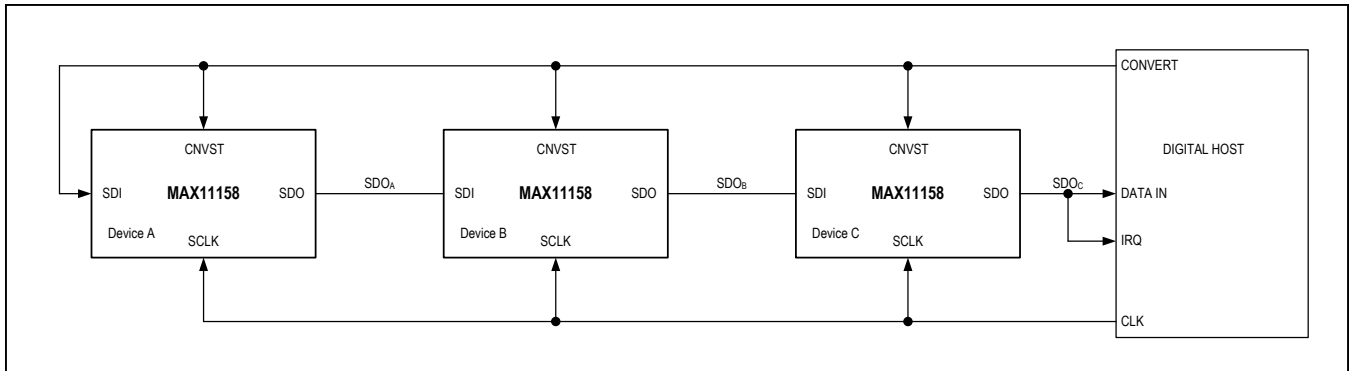 CONVERT
CNVST
CNVST
CNVST
DIGITAL HOST
SDI
MAX11158
SDO
SDOA
SDI
MAX11158
SDO
SDOB
SDI
MAX11158
SDO
SDOC
DATA IN
Device A
SCLK
Device B
SCLK
Device C
SCLK
IRQ
CLK